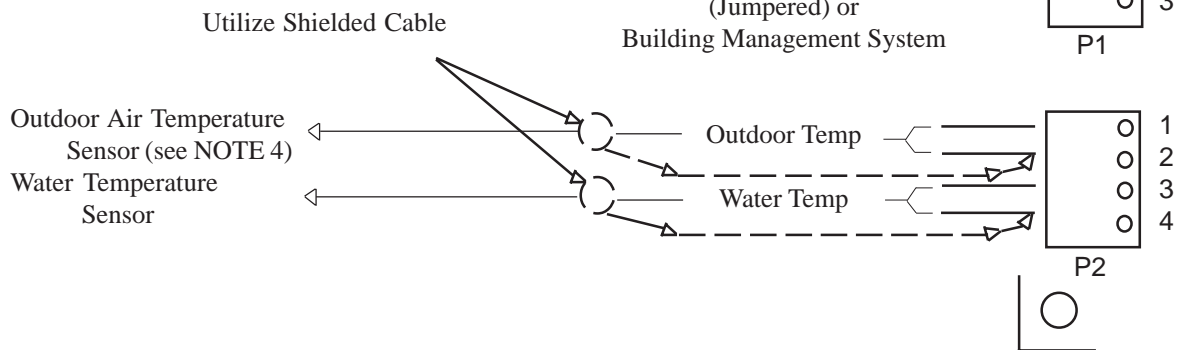 (Jumpered) or
3
Utilize Shielded Cable
Building Management System
P1
Outdoor Air Temperature
Sensor (see NOTE 4)
Outdoor Temp
1
2
Water Temperature
Sensor
Water Temp
3
4
P2